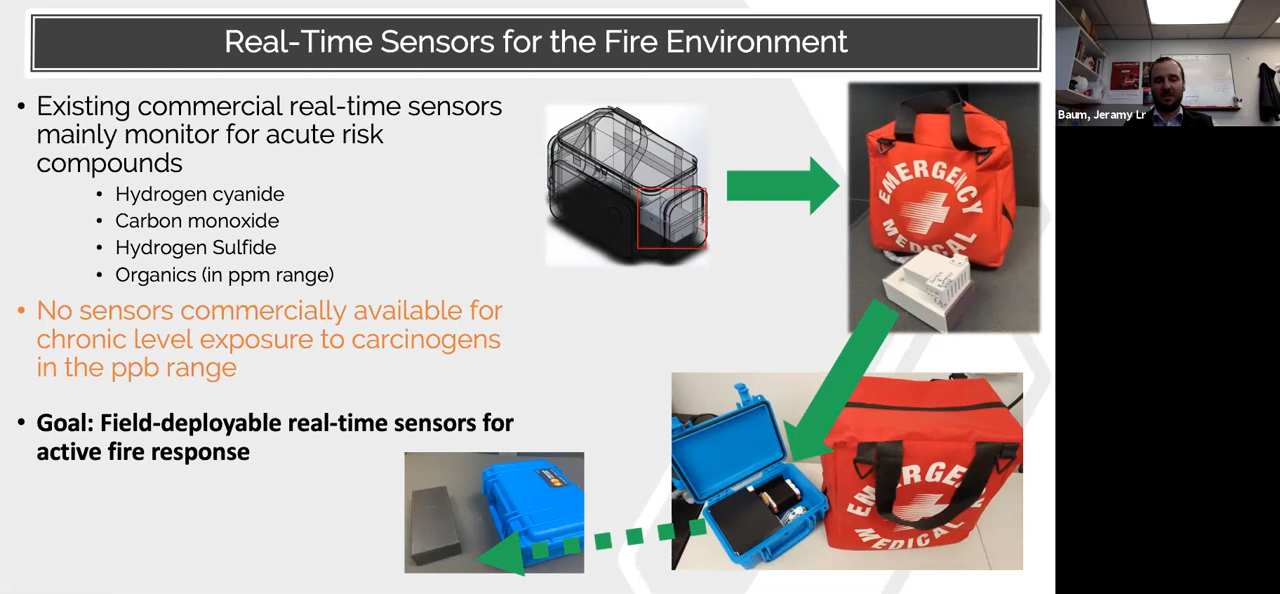 Real-Time Sensors for the Fire Environment
• Existing commercial real-time sensors
mainly monitor for acute risk
compounds
• Hydrogen cyanide
• Carbon monoxide
• Hydrogen Sulfide
• Organics (in ppm range)
• No sensors commercially available for
chronic level exposure to carcinogens
in the ppb range
• Goal: Field-deployable real-time sensors for
active fire response
EMERGENCY
MEDICAL
Baum, Jeramy Lr
EMERGE
MEDICAL